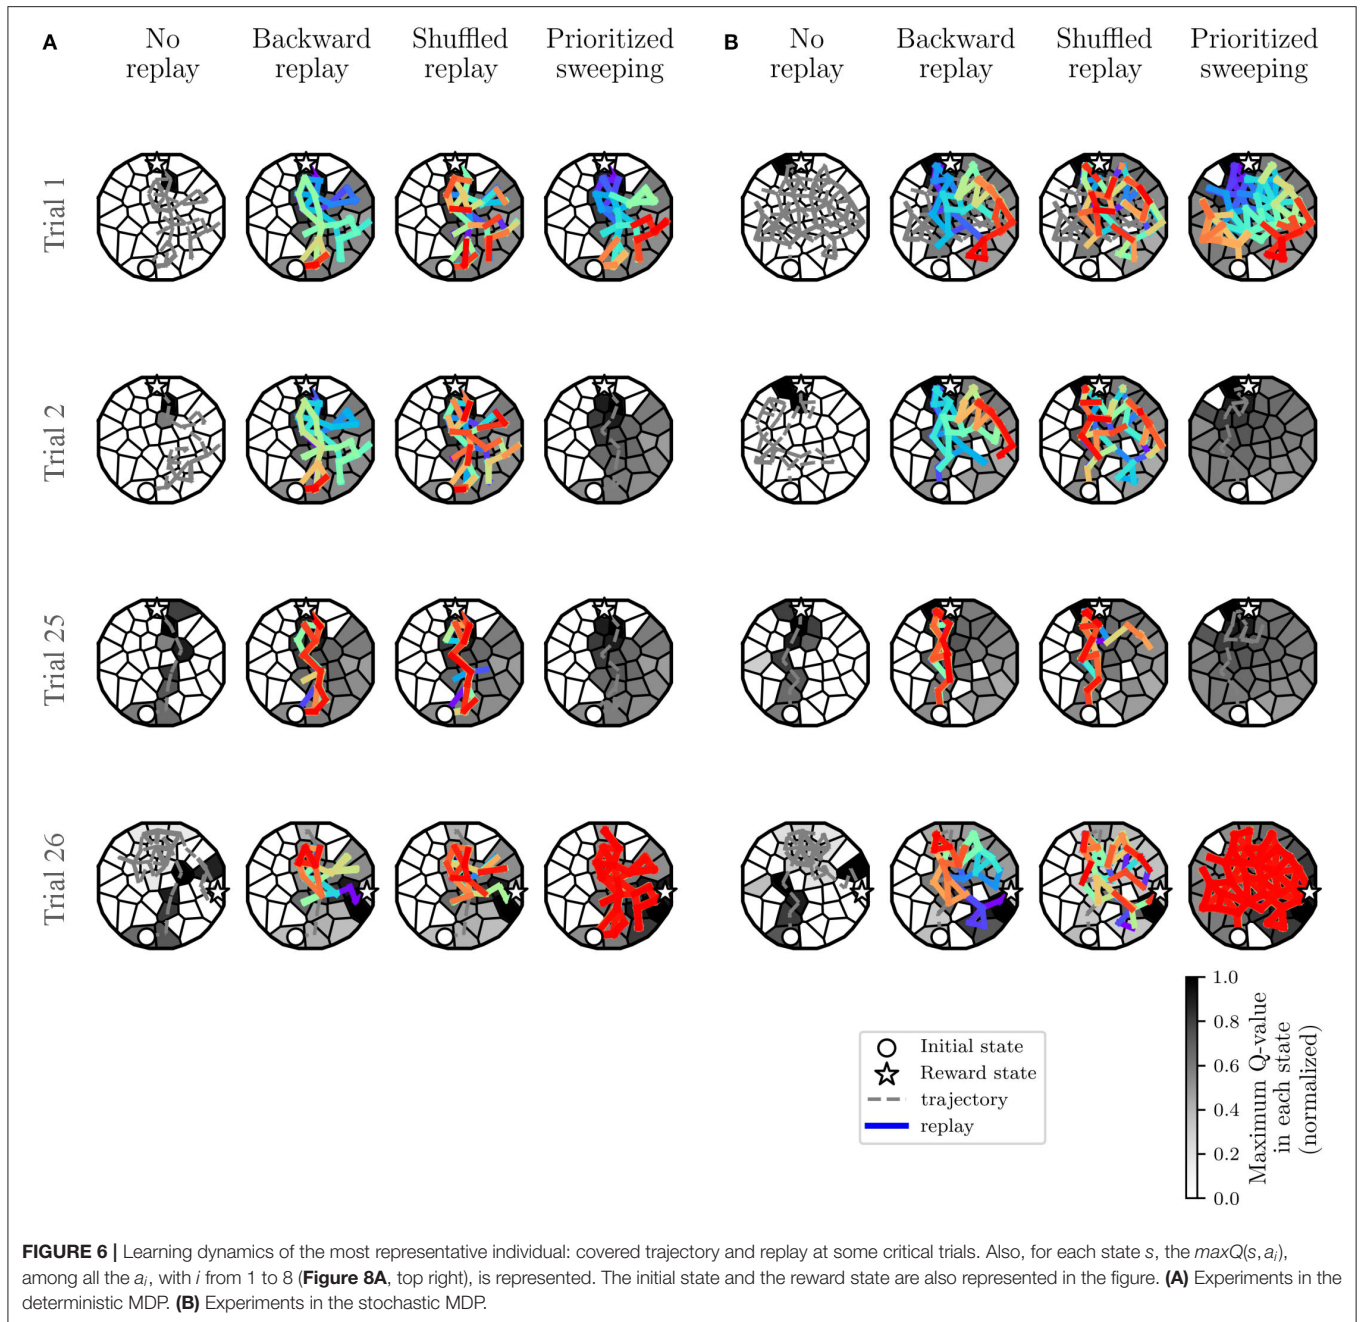 A
No
replay
Backward
replay
Shuffled
replay
Prioritized
sweeping
B
No
replay
Backward
replay
Shuffled
replay
Prioritized
sweeping
Trial 1
Trial 2
Trial 25
Trial 26
Initial state
Reward state
trajectory
replay
1.0
0.8
0.6
0.4
0.2
0.0
Maximum Q-value
in each state
(normalized)
FIGURE 6 | Learning dynamics of the most representative individual: covered trajectory and replay at some critical trials. Also, for each state s, the maxQ(s, aᵢ),
among all the aᵢ, with i from 1 to 8 (Figure 8A, top right), is represented. The initial state and the reward state are also represented in the figure. (A) Experiments in the
deterministic MDP. (B) Experiments in the stochastic MDP.